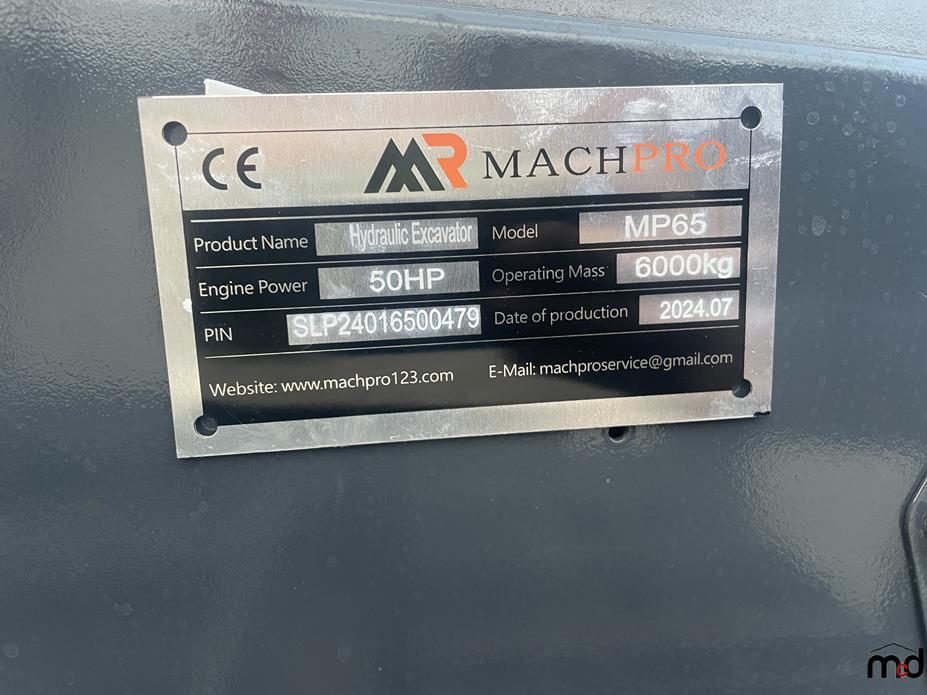 CE MR MACHPRO
Product Name Hydraulic Excavator Model MP65
Engine Power 50HP Operating Mass 6000kg
PIN SLP24016500479 Date of production 2024.07
Website: www.machpro123.com E-Mail: machproservice@gmail.com
mcd